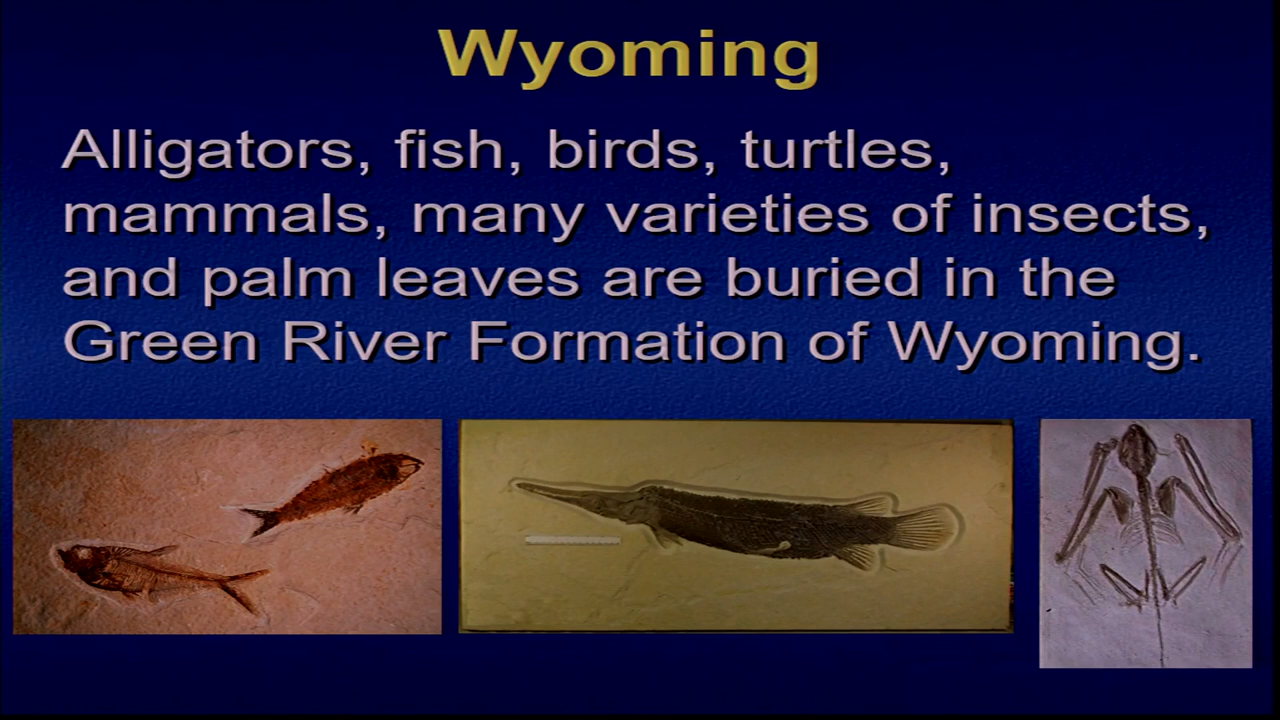 Wyoming
Alligators, fish, birds, turtles,
mammals, many varieties of insects,
and palm leaves are buried in the
Green River Formation of Wyoming.